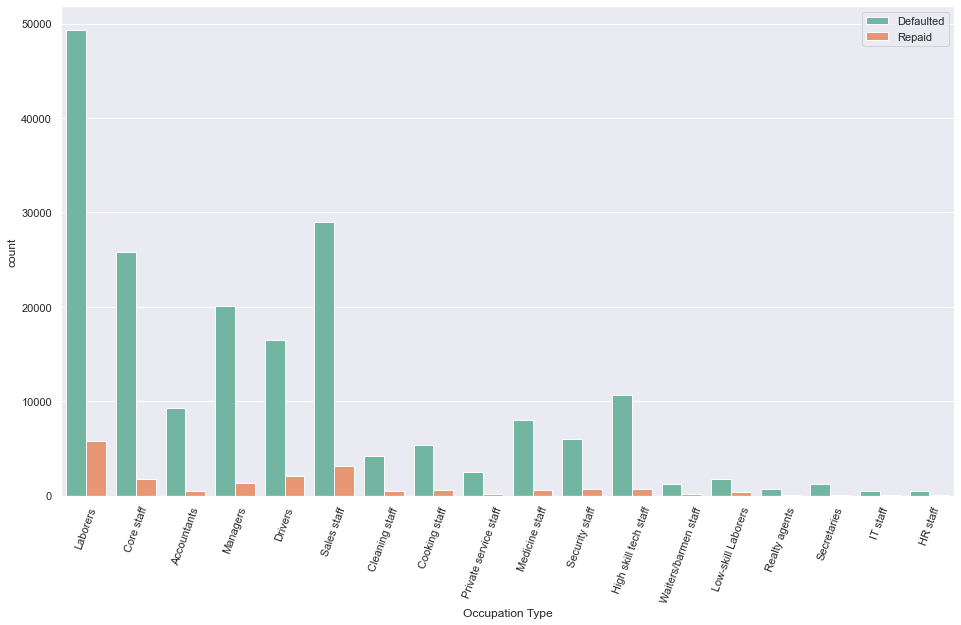 Defaulted
Repaid
50000
40000
30000
20000
10000
0
count
Laborers
Core staff
Accountants
Managers
Drivers
Sales staff
Cleaning staff
Cooking staff
Private service staff
Medicine staff
Security staff
High skill tech staff
Waiters/barmen staff
Low-skill Laborers
Realty agents
Secretaries
IT staff
HR staff
Occupation Type